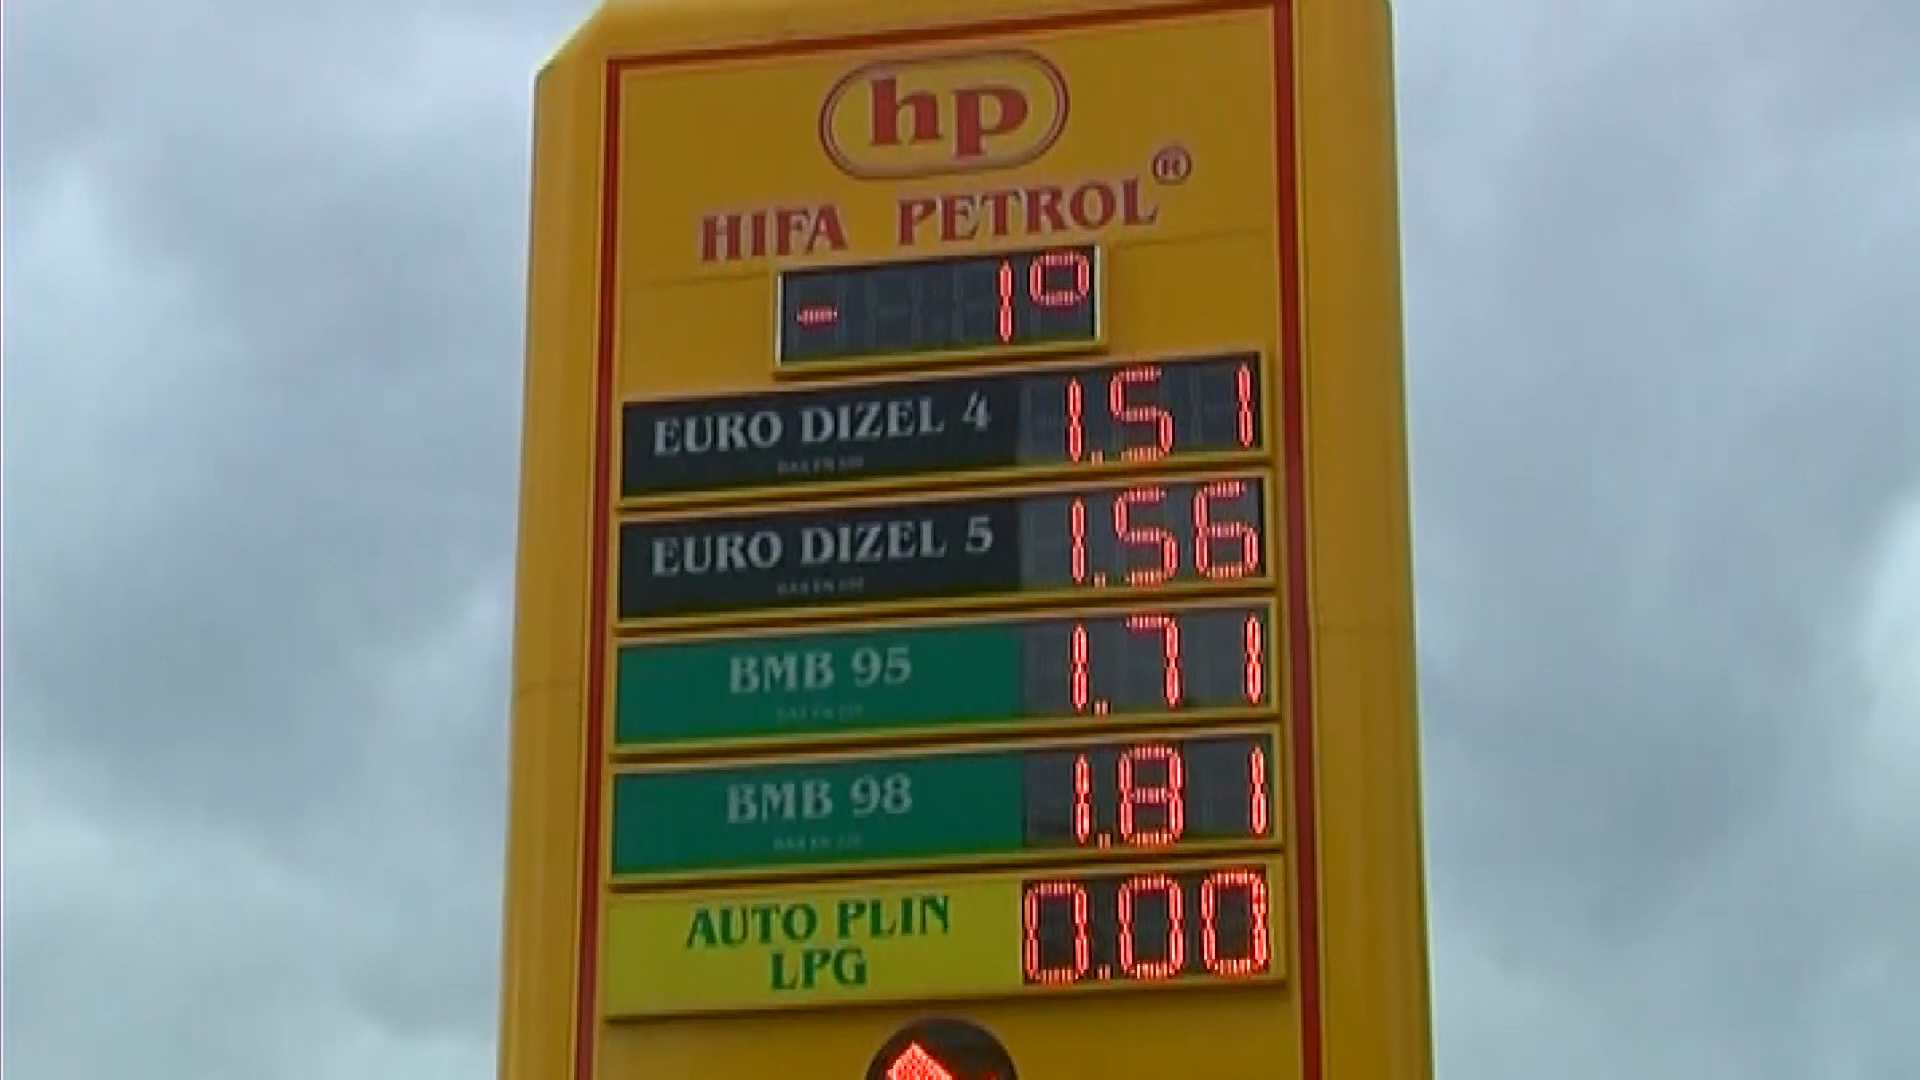 hp
HIFA PETROL®
- 1°
EURO DIZEL 4 1.51
EURO DIZEL 5 1.56
BMB 95 1.71
BMB 98 1.81
AUTO PLIN
LPG 0.00